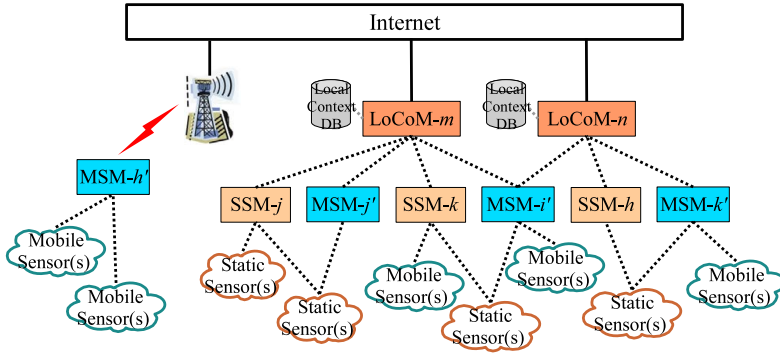 Internet
Local
Context
DB
LoCoM-m
Local
Context
DB
LoCoM-n
MSM-h'
SSM-j
MSM-j'
SSM-k
MSM-i'
SSM-h
MSM-k'
Mobile
Sensor(s)
Mobile
Sensor(s)
Static
Sensor(s)
Static
Sensor(s)
Mobile
Sensor(s)
Static
Sensor(s)
Mobile
Sensor(s)
Static
Sensor(s)
Mobile
Sensor(s)